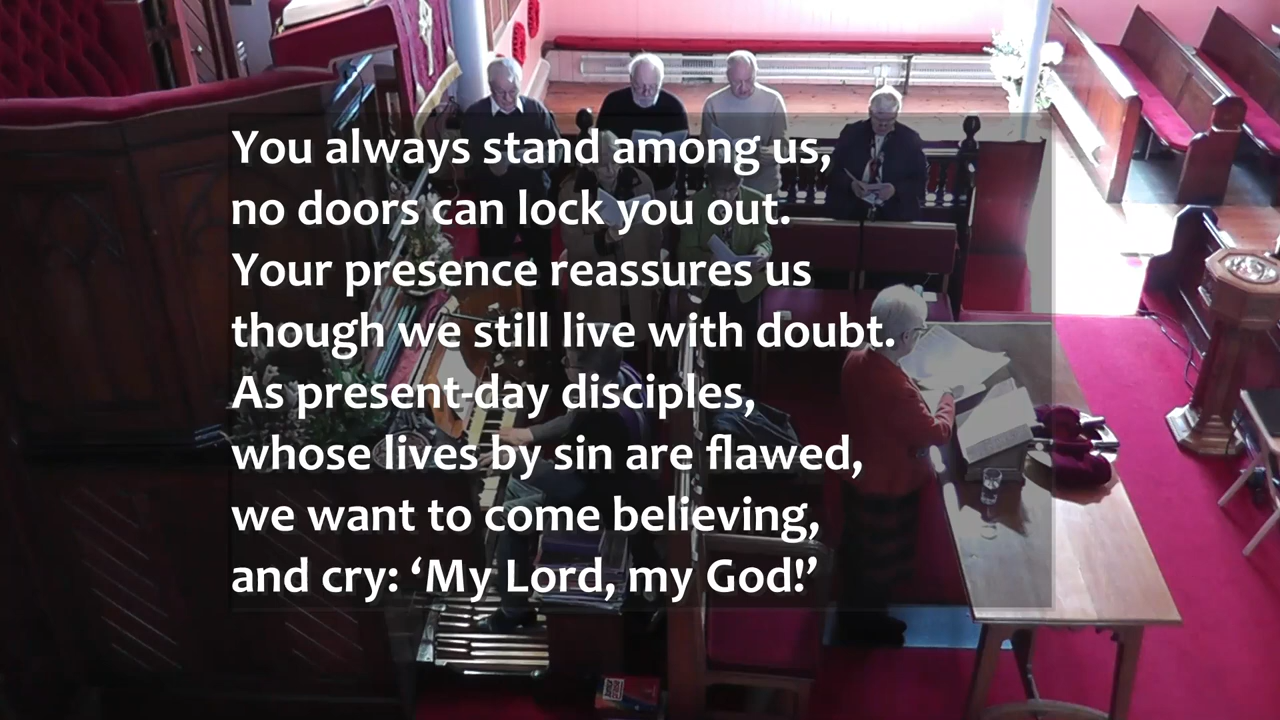 You always stand among us,
no doors can lock you out.
Your presence reassures us
though we still live with doubt.
As present-day disciples,
whose lives by sin are flawed,
we want to come believing,
and cry: ‘My Lord, my God!’